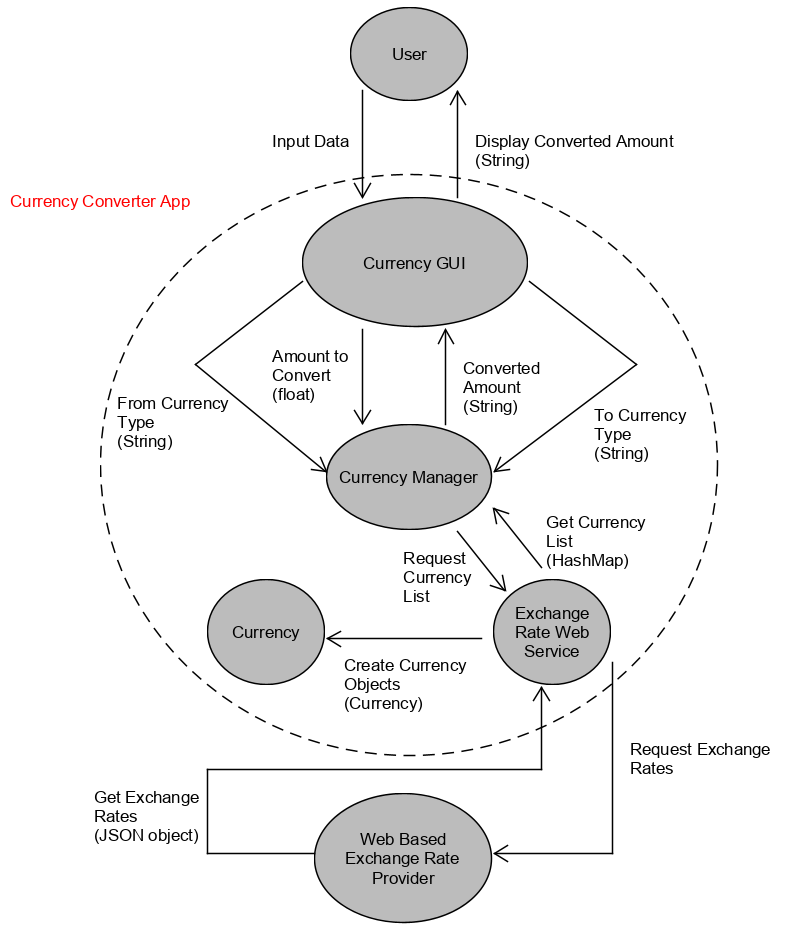 User
Input Data
Display Converted Amount
(String)
Currency Converter App
Currency GUI
Amount to
Convert
(float)
Converted
Amount
(String)
From Currency
Type
(String)
To Currency
Type
(String)
Currency Manager
Get Currency
List
(HashMap)
Request
Currency
List
Currency
Exchange
Rate Web
Service
Create Currency
Objects
(Currency)
Request Exchange
Rates
Get Exchange
Rates
(JSON object)
Web Based
Exchange Rate
Provider